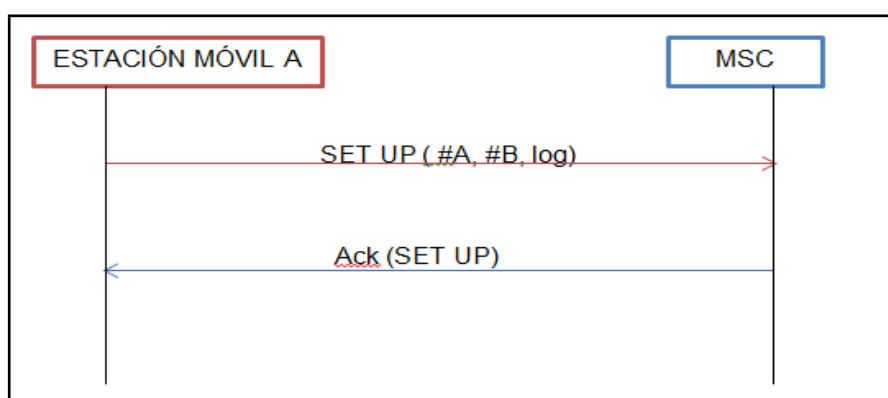 ESTACIÓN MÓVIL A
MSC
SET UP ( #A, #B, log)
Ack (SET UP)